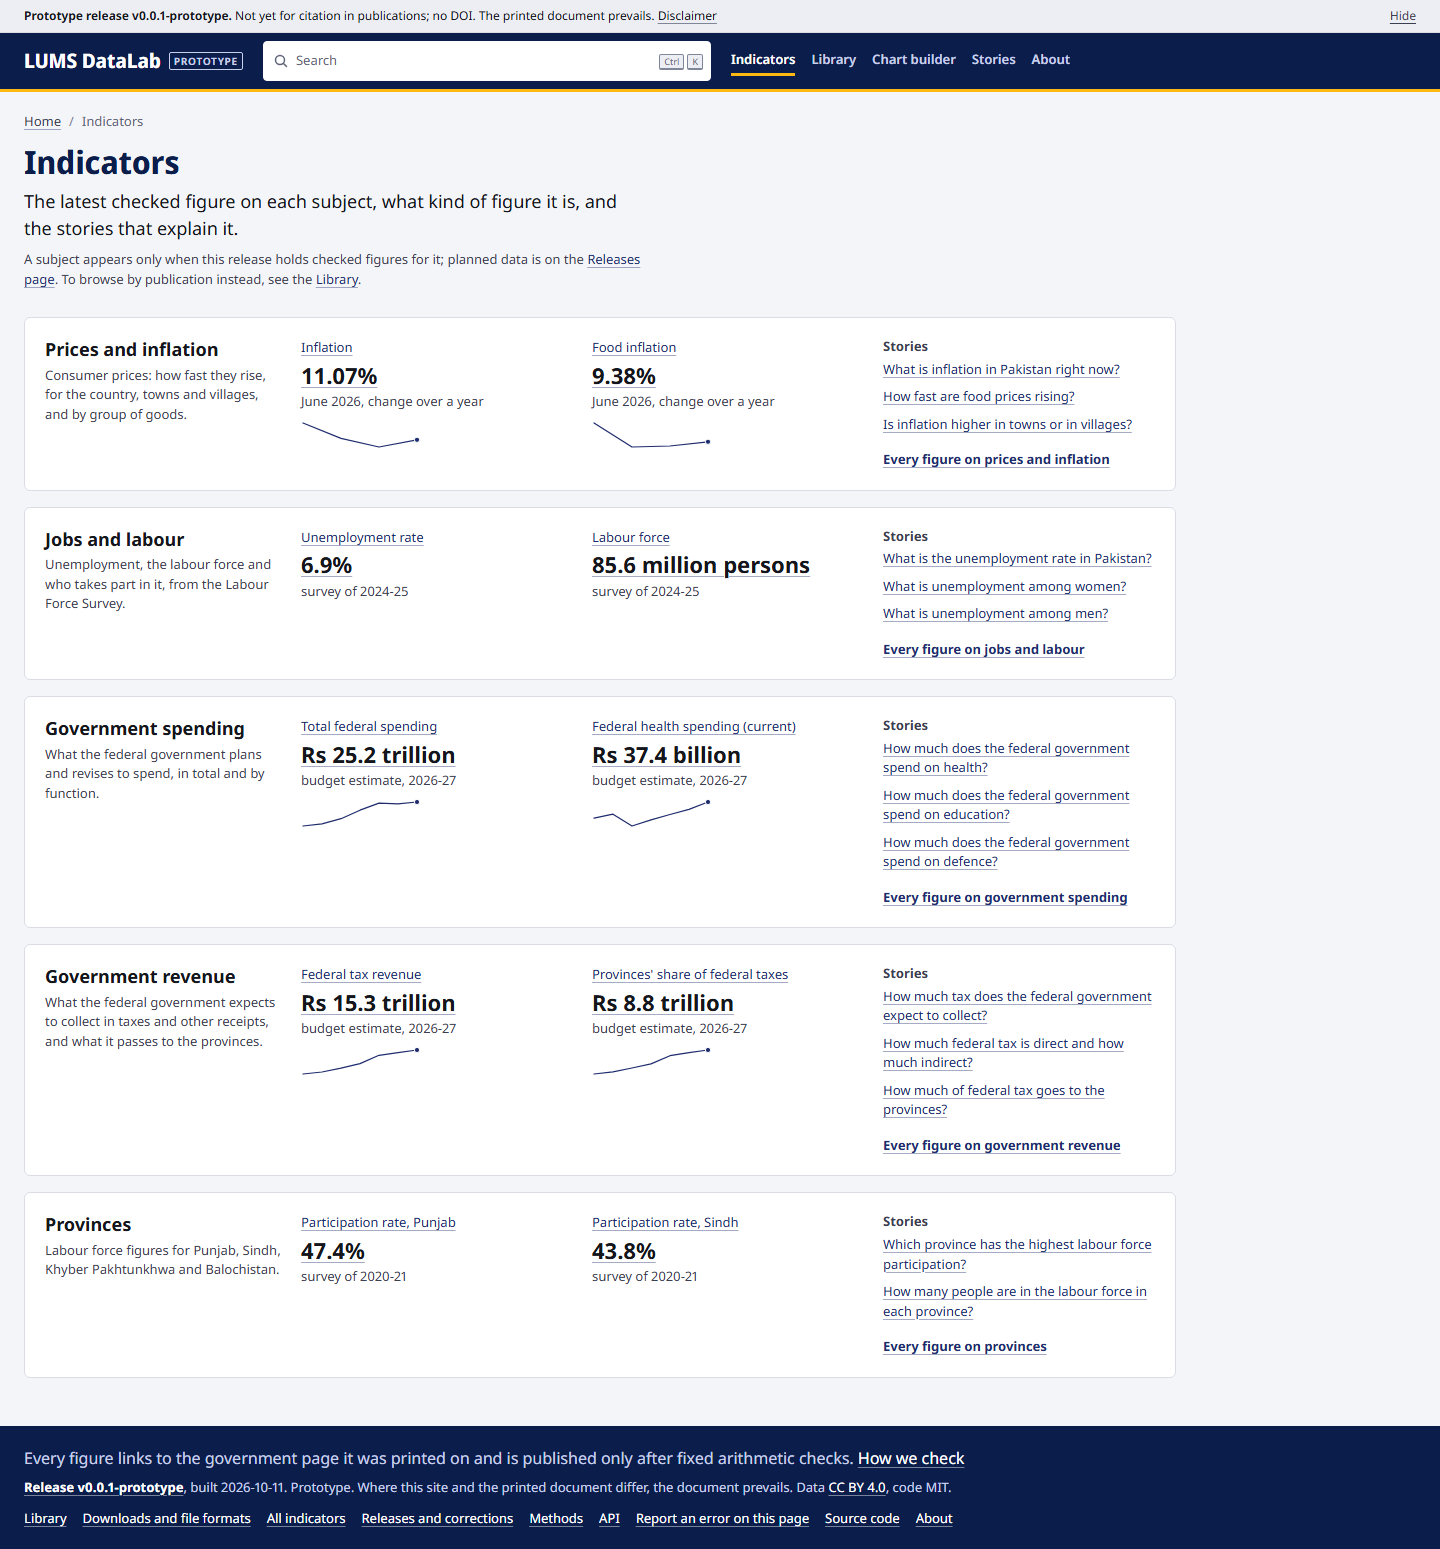 Prototype release v0.0.1-prototype. Not yet for citation in publications; no DOI. The printed document prevails. Disclaimer
Hide
LUMS DataLab PROTOTYPE
Search Ctrl K
Indicators Library Chart builder Stories About
Home / Indicators
Indicators
The latest checked figure on each subject, what kind of figure it is, and
the stories that explain it.
A subject appears only when this release holds checked figures for it; planned data is on the Releases
page. To browse by publication instead, see the Library.
Prices and inflation
Consumer prices: how fast they rise,
for the country, towns and villages,
and by group of goods.
Inflation
11.07%
June 2026, change over a year
Food inflation
9.38%
June 2026, change over a year
Stories
What is inflation in Pakistan right now?
How fast are food prices rising?
Is inflation higher in towns or in villages?
Every figure on prices and inflation
Jobs and labour
Unemployment, the labour force and
who takes part in it, from the Labour
Force Survey.
Unemployment rate
6.9%
survey of 2024-25
Labour force
85.6 million persons
survey of 2024-25
Stories
What is the unemployment rate in Pakistan?
What is unemployment among women?
What is unemployment among men?
Every figure on jobs and labour
Government spending
What the federal government plans
and revises to spend, in total and by
function.
Total federal spending
Rs 25.2 trillion
budget estimate, 2026-27
Federal health spending (current)
Rs 37.4 billion
budget estimate, 2026-27
Stories
How much does the federal government
spend on health?
How much does the federal government
spend on education?
How much does the federal government
spend on defence?
Every figure on government spending
Government revenue
What the federal government expects
to collect in taxes and other receipts,
and what it passes to the provinces.
Federal tax revenue
Rs 15.3 trillion
budget estimate, 2026-27
Provinces' share of federal taxes
Rs 8.8 trillion
budget estimate, 2026-27
Stories
How much tax does the federal government
expect to collect?
How much federal tax is direct and how
much indirect?
How much of federal tax goes to the
provinces?
Every figure on government revenue
Provinces
Labour force figures for Punjab, Sindh,
Khyber Pakhtunkhwa and Balochistan.
Participation rate, Punjab
47.4%
survey of 2020-21
Participation rate, Sindh
43.8%
survey of 2020-21
Stories
Which province has the highest labour force
participation?
How many people are in the labour force in
each province?
Every figure on provinces
Every figure links to the government page it was printed on and is published only after fixed arithmetic checks. How we check
Release v0.0.1-prototype, built 2026-10-11. Prototype. Where this site and the printed document differ, the document prevails. Data CC BY 4.0, code MIT.
Library Downloads and file formats All indicators Releases and corrections Methods API Report an error on this page Source code About